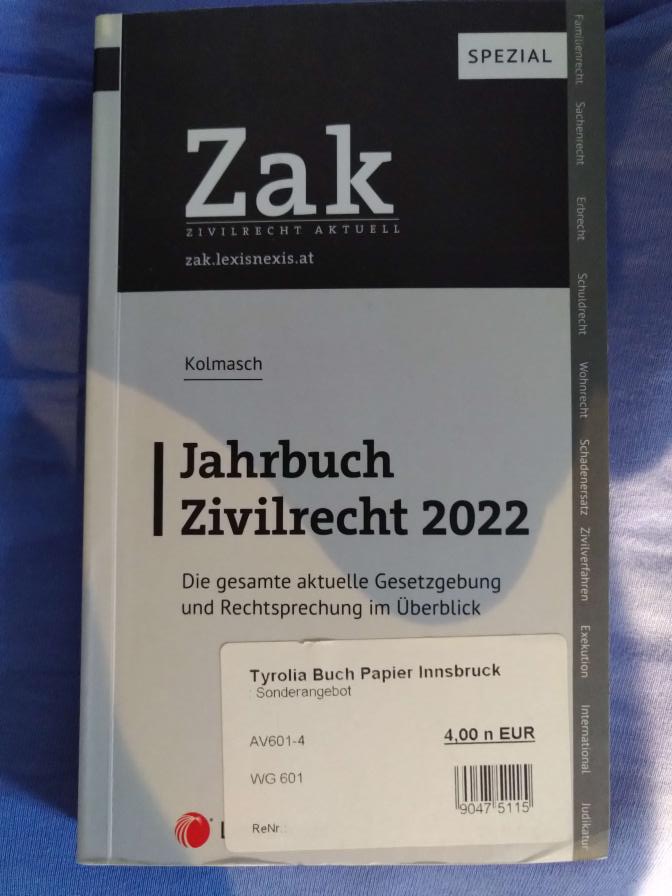 SPEZIAL
Zak
ZIVILRECHT AKTUELL
zak.lexisnexis.at
Kolmasch
Jahrbuch
Zivilrecht 2022
Die gesamte aktuelle Gesetzgebung
und Rechtsprechung im Überblick
Tyrolia Buch Papier Innsbruck
: Sonderangebot
AV601-4
4,00 n EUR
WG 601
9047 5115
ReNr.:
Familienrecht Sachenrecht Erbrecht Schuldrecht Wohnrecht Schadenersatz Zivilverfahren Exekution International Judikatur